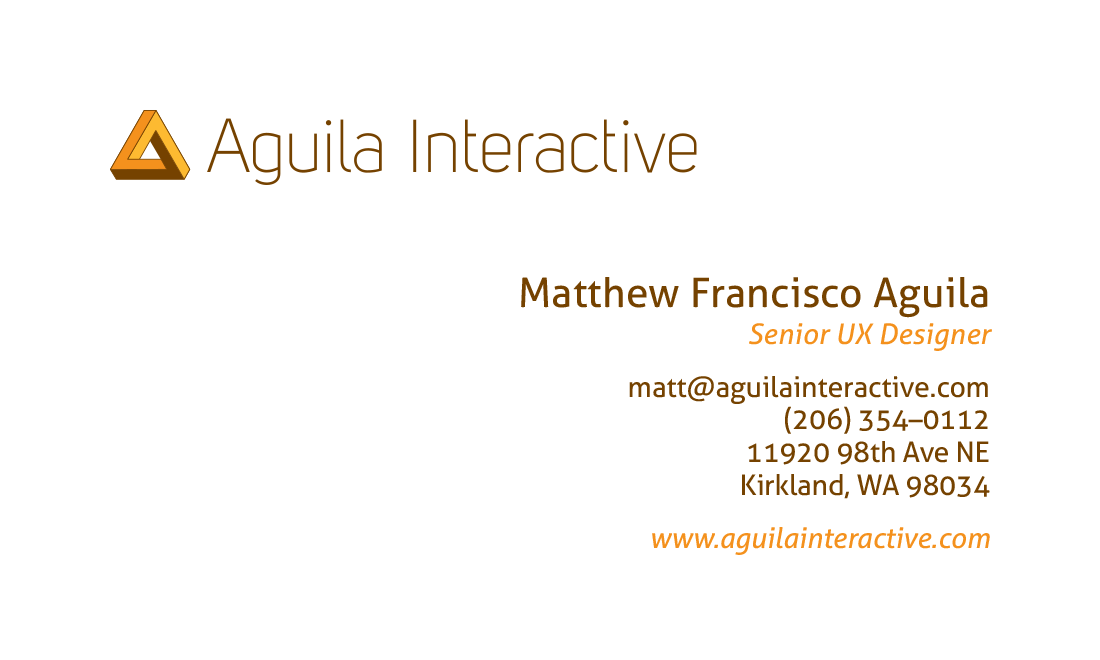 Aguila Interactive
Matthew Francisco Aguila
Senior UX Designer
matt@aguilainteractive.com
(206) 354–0112
11920 98th Ave NE
Kirkland, WA 98034
www.aguilainteractive.com